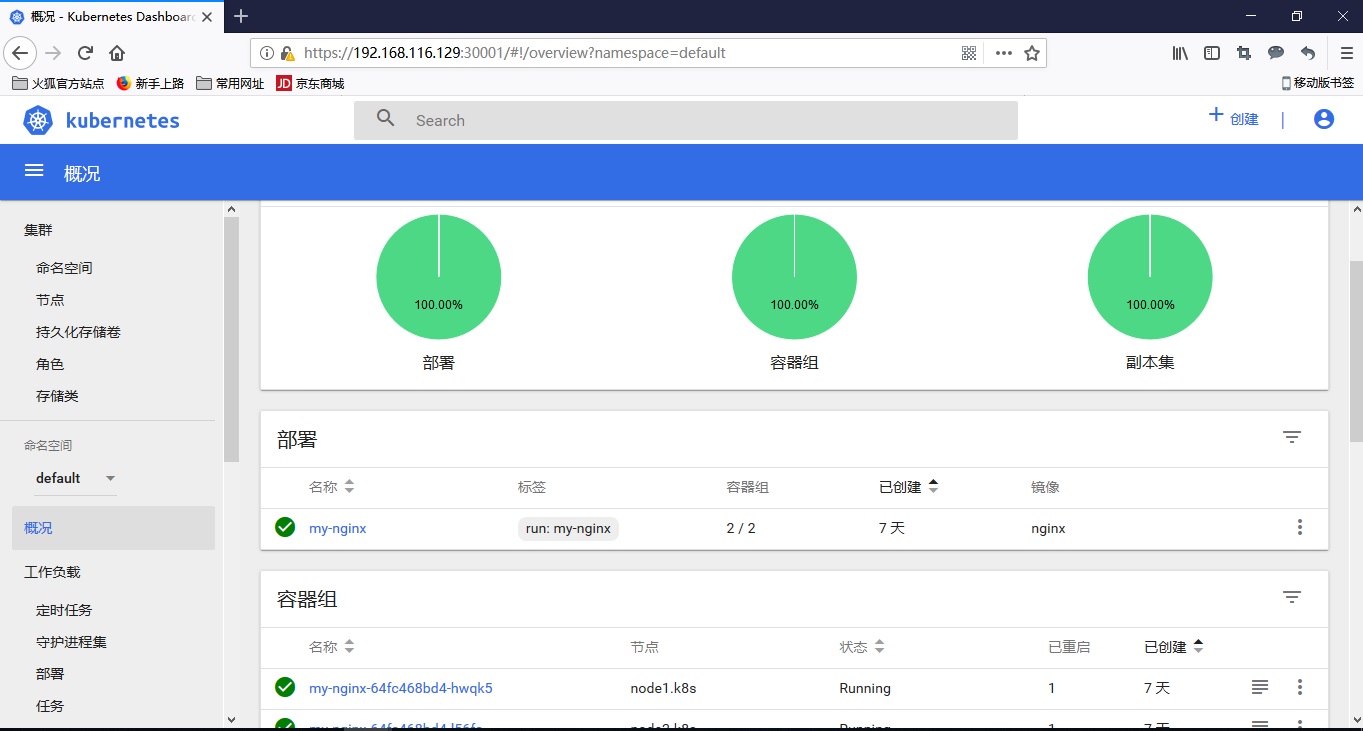 概况 - Kubernetes Dashboard
https://192.168.116.129:30001/#!/overview?namespace=default
火狐官方站点 新手上路 常用网址 JD 京东商城 移动版书签
kubernetes Search + 创建
概况
集群
命名空间
节点
持久化存储卷
角色
存储类
命名空间
default
概况
工作负载
定时任务
守护进程集
部署
任务
100.00% 100.00% 100.00%
部署 容器组 副本集
部署
名称 标签 容器组 已创建 镜像
my-nginx run: my-nginx 2 / 2 7 天 nginx
容器组
名称 节点 状态 已重启 已创建
my-nginx-64fc468bd4-hwqk5 node1.k8s Running 1 7 天
node2.k8s Running 1 7 天